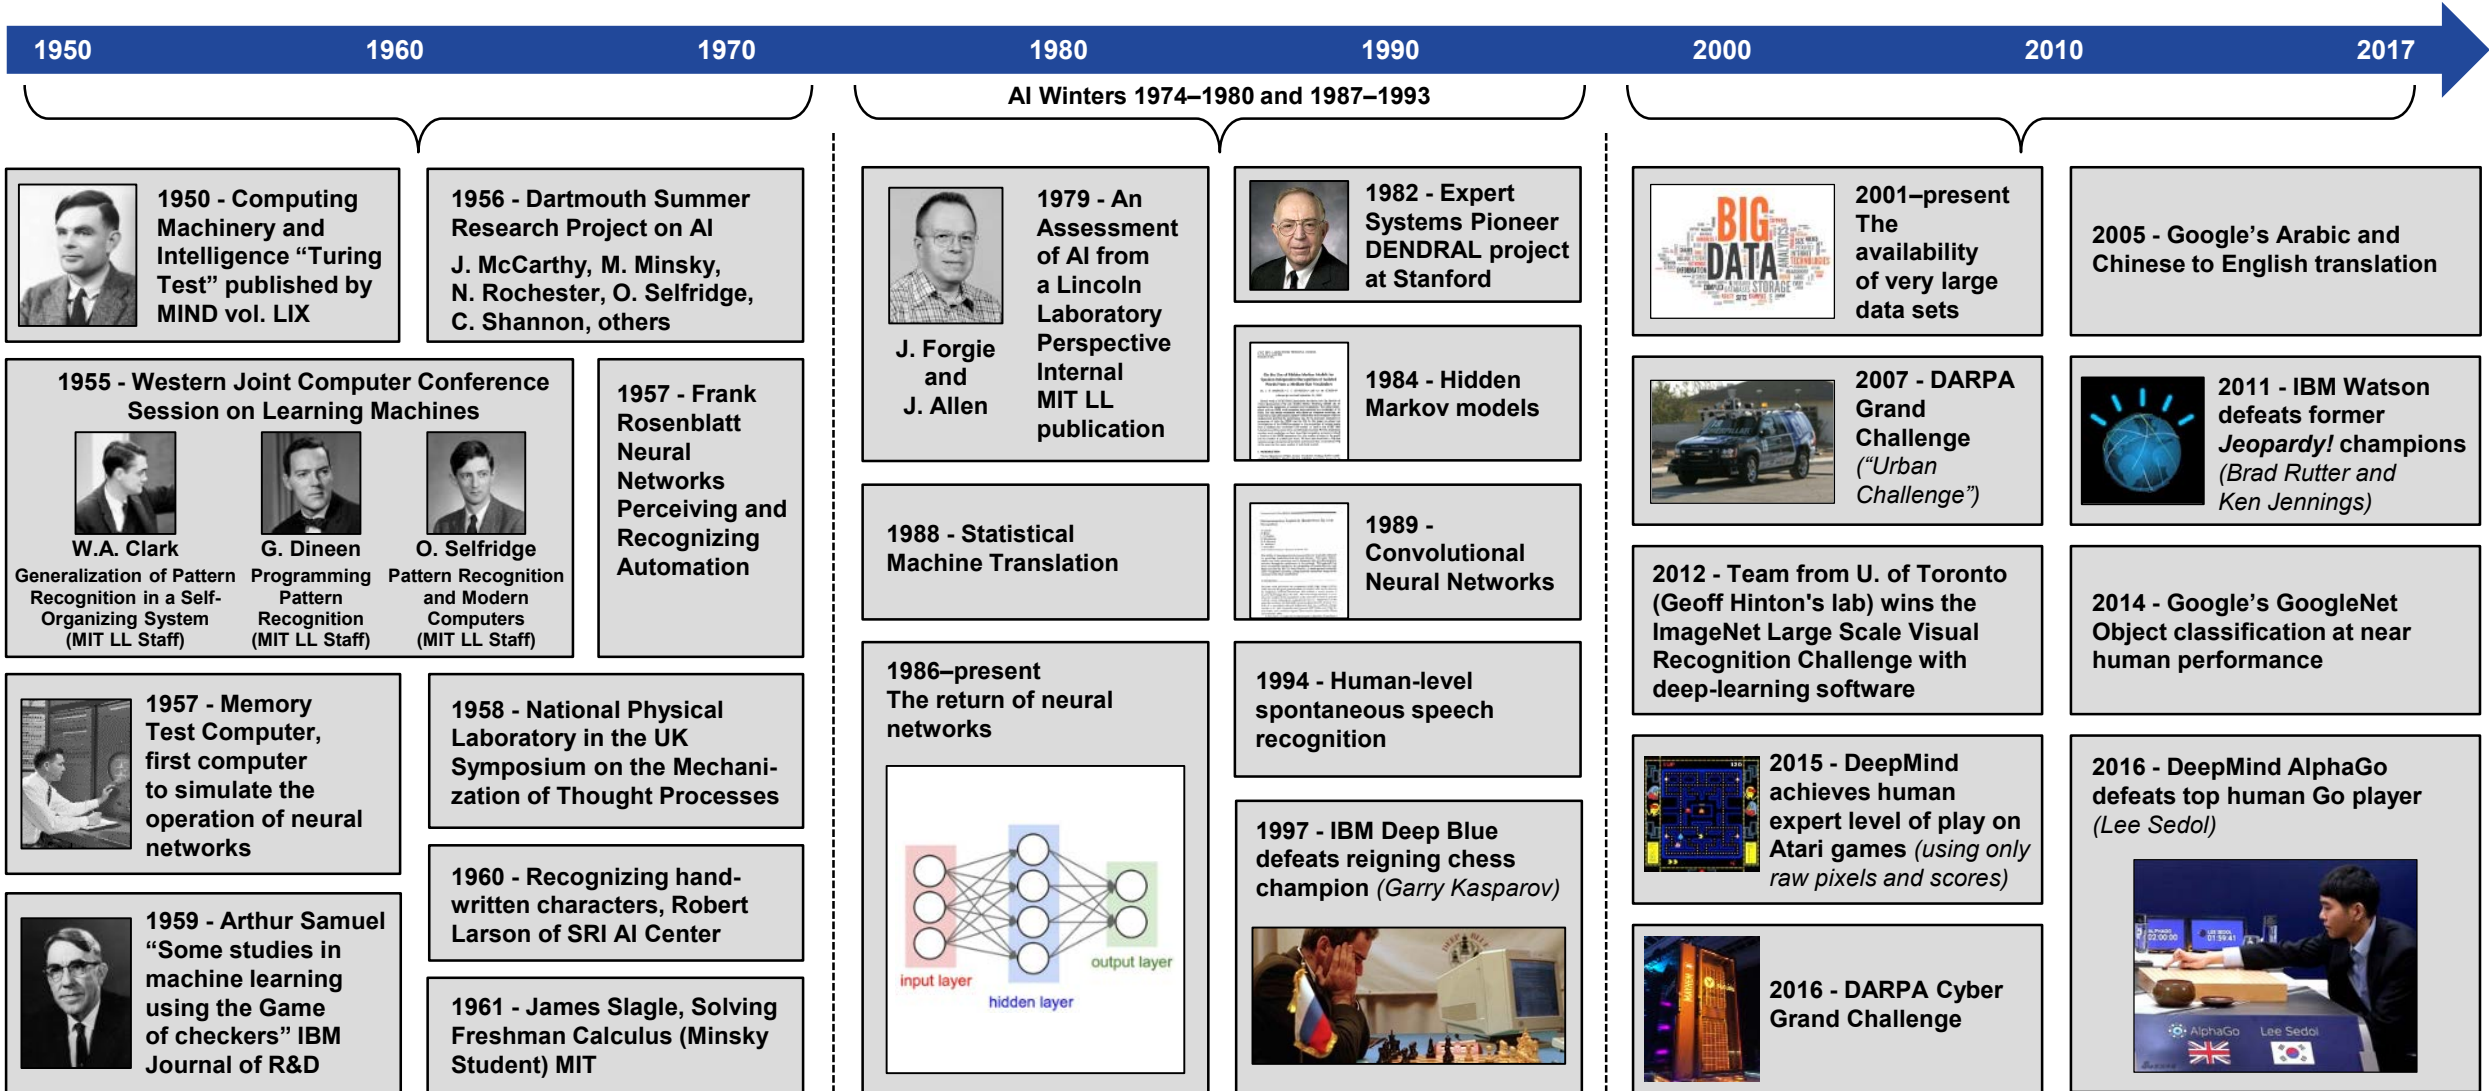 1950 1960 1970 1980 1990 2000 2010 2017
AI Winters 1974–1980 and 1987–1993
1950 - Computing
Machinery and
Intelligence “Turing
Test” published by
MIND vol. LIX
1956 - Dartmouth Summer
Research Project on AI
J. McCarthy, M. Minsky,
N. Rochester, O. Selfridge,
C. Shannon, others
1955 - Western Joint Computer Conference
Session on Learning Machines
W.A. Clark
Generalization of Pattern
Recognition in a Self-
Organizing System
(MIT LL Staff)
G. Dineen
Programming
Pattern
Recognition
(MIT LL Staff)
O. Selfridge
Pattern Recognition
and Modern
Computers
(MIT LL Staff)
1957 - Frank
Rosenblatt
Neural
Networks
Perceiving and
Recognizing
Automation
1957 - Memory
Test Computer,
first computer
to simulate the
operation of neural
networks
1958 - National Physical
Laboratory in the UK
Symposium on the Mechani-
zation of Thought Processes
1960 - Recognizing hand-
written characters, Robert
Larson of SRI AI Center
1959 - Arthur Samuel
“Some studies in
machine learning
using the Game
of checkers” IBM
Journal of R&D
1961 - James Slagle, Solving
Freshman Calculus (Minsky
Student) MIT
J. Forgie
and
J. Allen
1979 - An
Assessment
of AI from
a Lincoln
Laboratory
Perspective
Internal
MIT LL
publication
1982 - Expert
Systems Pioneer
DENDRAL project
at Stanford
1984 - Hidden
Markov models
1988 - Statistical
Machine Translation
1989 -
Convolutional
Neural Networks
1986–present
The return of neural
networks
input layer
hidden layer
output layer
1994 - Human-level
spontaneous speech
recognition
1997 - IBM Deep Blue
defeats reigning chess
champion (Garry Kasparov)
BIG
DATA
STORAGE
ANALYTICS
TECHNOLOGIES
INFORMATION
2001–present
The
availability
of very large
data sets
2005 - Google’s Arabic and
Chinese to English translation
2007 - DARPA
Grand
Challenge
(“Urban
Challenge”)
2011 - IBM Watson
defeats former
Jeopardy! champions
(Brad Rutter and
Ken Jennings)
2012 - Team from U. of Toronto
(Geoff Hinton's lab) wins the
ImageNet Large Scale Visual
Recognition Challenge with
deep-learning software
2014 - Google’s GoogleNet
Object classification at near
human performance
2015 - DeepMind
achieves human
expert level of play on
Atari games (using only
raw pixels and scores)
2016 - DeepMind AlphaGo
defeats top human Go player
(Lee Sedol)
ALPHAGO
02:00:00
LEE SEDOL
01:59:41
AlphaGo
Lee Sedol
2016 - DARPA Cyber
Grand Challenge